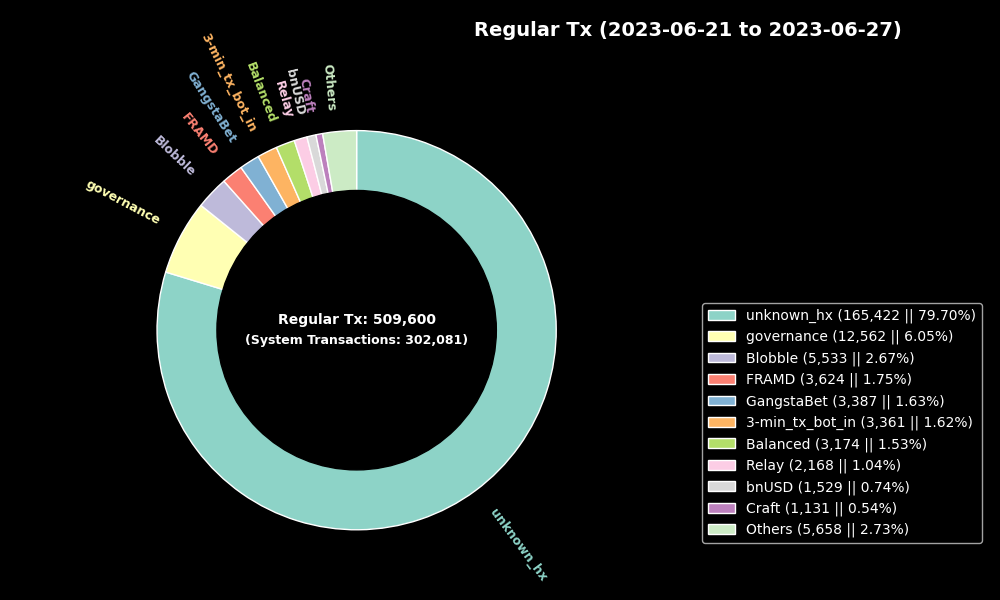 Regular Tx (2023-06-21 to 2023-06-27)
Others
Craft
bnUSD
Relay
Balanced
3-min_tx_bot_in
GangstaBet
FRAMD
Blobble
governance
Regular Tx: 509,600
(System Transactions: 302,081)
unknown_hx
unknown_hx (165,422 || 79.70%)
governance (12,562 || 6.05%)
Blobble (5,533 || 2.67%)
FRAMD (3,624 || 1.75%)
GangstaBet (3,387 || 1.63%)
3-min_tx_bot_in (3,361 || 1.62%)
Balanced (3,174 || 1.53%)
Relay (2,168 || 1.04%)
bnUSD (1,529 || 0.74%)
Craft (1,131 || 0.54%)
Others (5,658 || 2.73%)